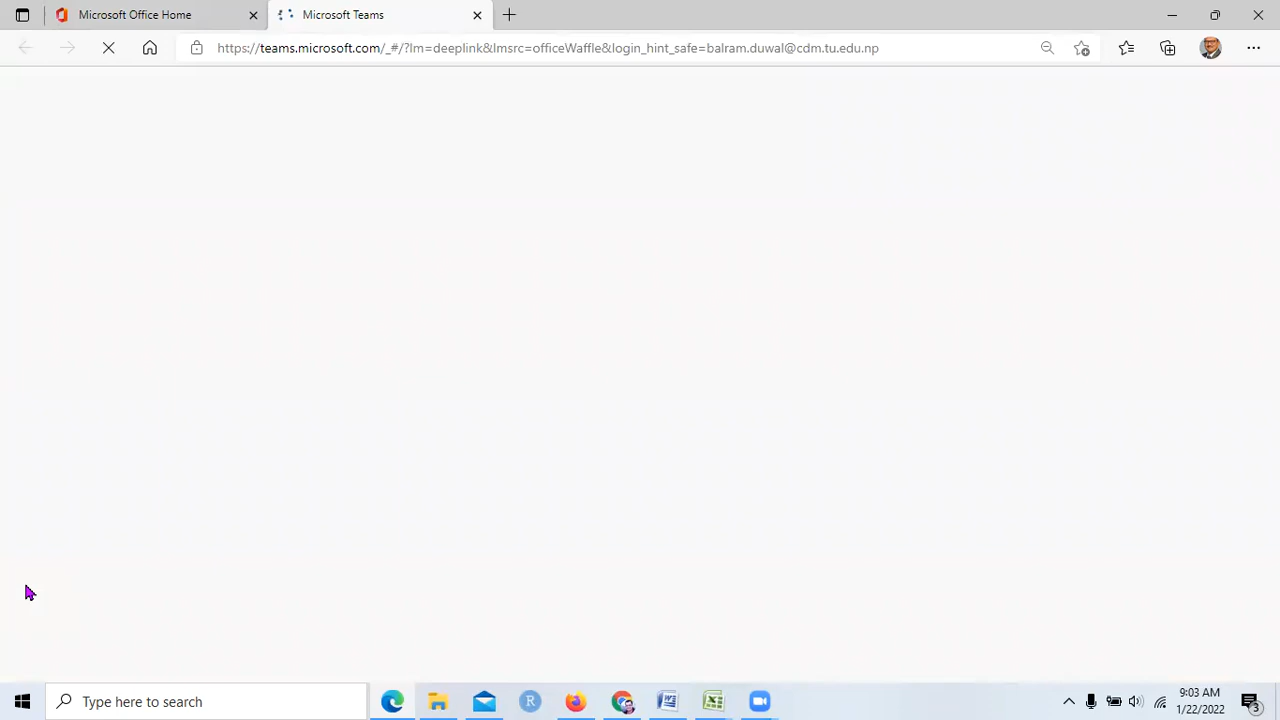 Microsoft Office Home
Microsoft Teams
https://teams.microsoft.com/_#/?lm=deeplink&lmsrc=officeWaffle&login_hint_safe=balram.duwal@cdm.tu.edu.np
Type here to search
R
9:03 AM
1/22/2022
3